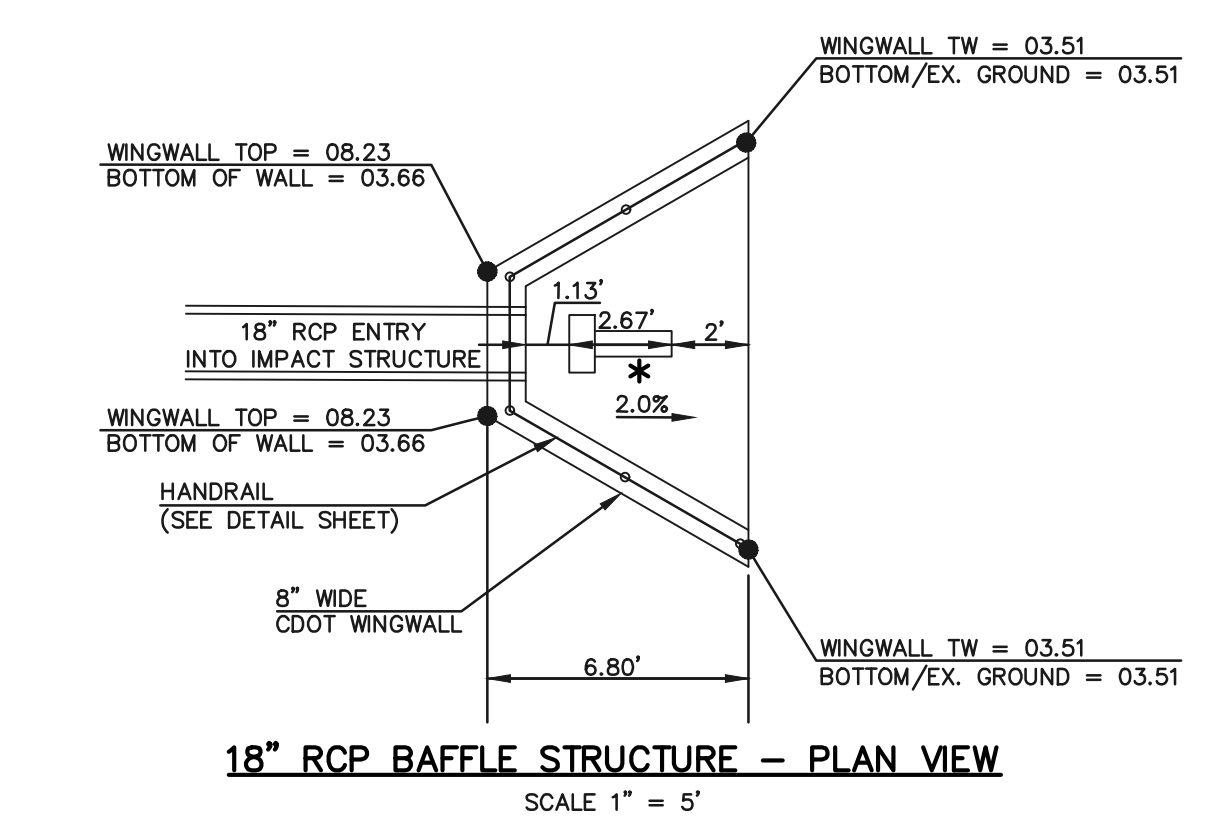 WINGWALL TW = 03.51
BOTTOM/EX. GROUND = 03.51
WINGWALL TOP = 08.23
BOTTOM OF WALL = 03.66
1.13’
18” RCP ENTRY
INTO IMPACT STRUCTURE
2.67’
2’
*
2.0%
WINGWALL TOP = 08.23
BOTTOM OF WALL = 03.66
HANDRAIL
(SEE DETAIL SHEET)
8” WIDE
CDOT WINGWALL
WINGWALL TW = 03.51
BOTTOM/EX. GROUND = 03.51
6.80’
18” RCP BAFFLE STRUCTURE – PLAN VIEW
SCALE 1” = 5’